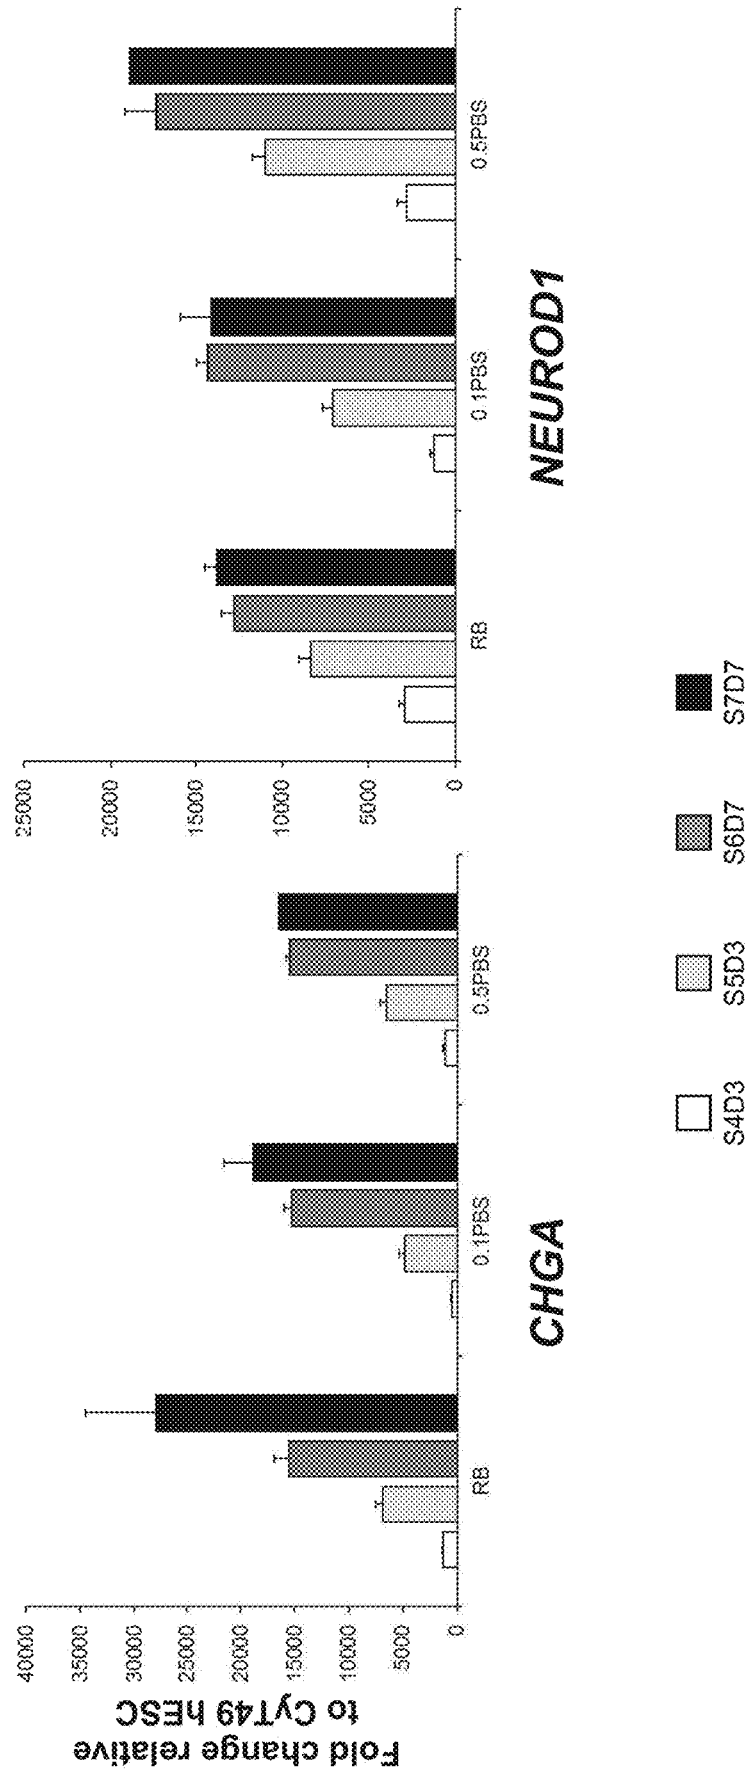 Fold change relative
to CyT49 hESC
40000
35000
30000
25000
20000
15000
10000
5000
0
RB
0.1PBS
0.5PBS
CHGA
25000
20000
15000
10000
5000
0
RB
0.1PBS
0.5PBS
NEUROD1
S4D3
S5D3
S6D7
S7D7